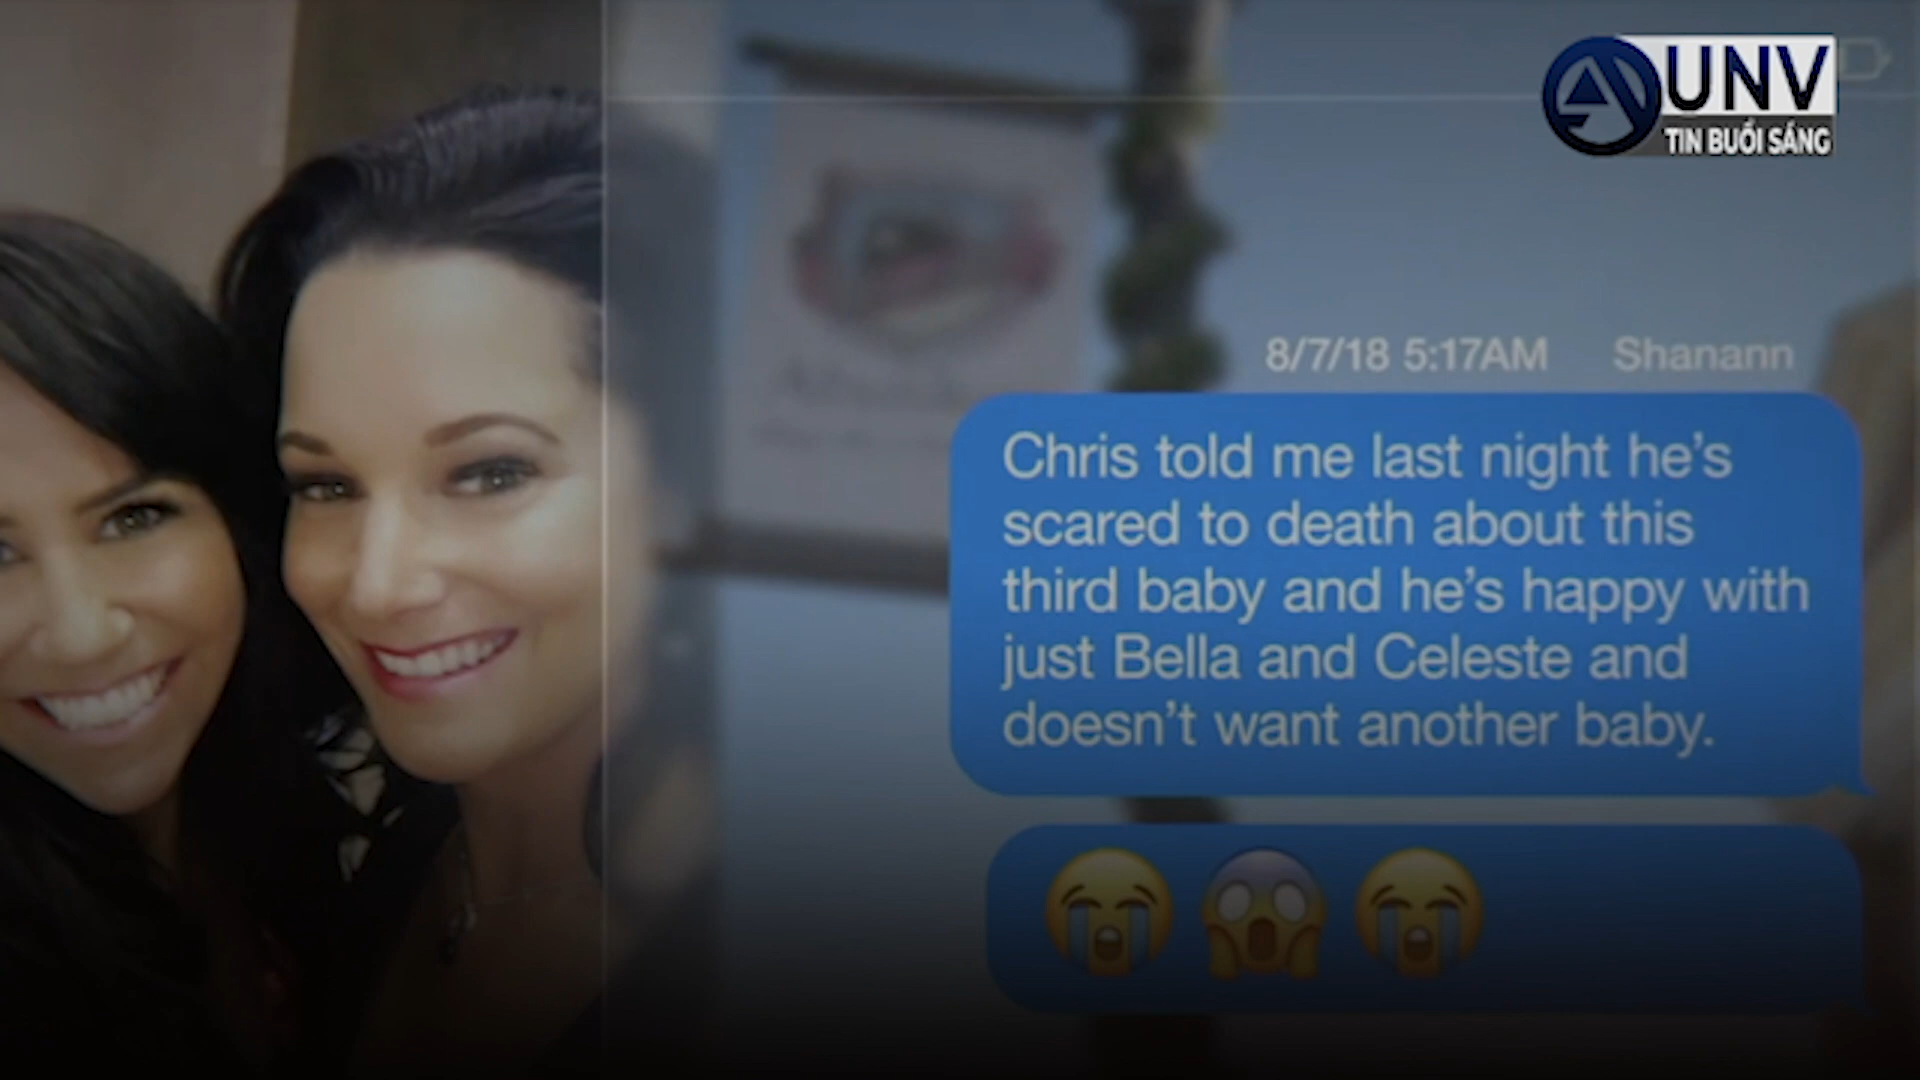 UNV
TIN BUỔI SÁNG
8/7/18 5:17AM Shanann
Chris told me last night he's
scared to death about this
third baby and he's happy with
just Bella and Celeste and
doesn't want another baby.
😭😱😭